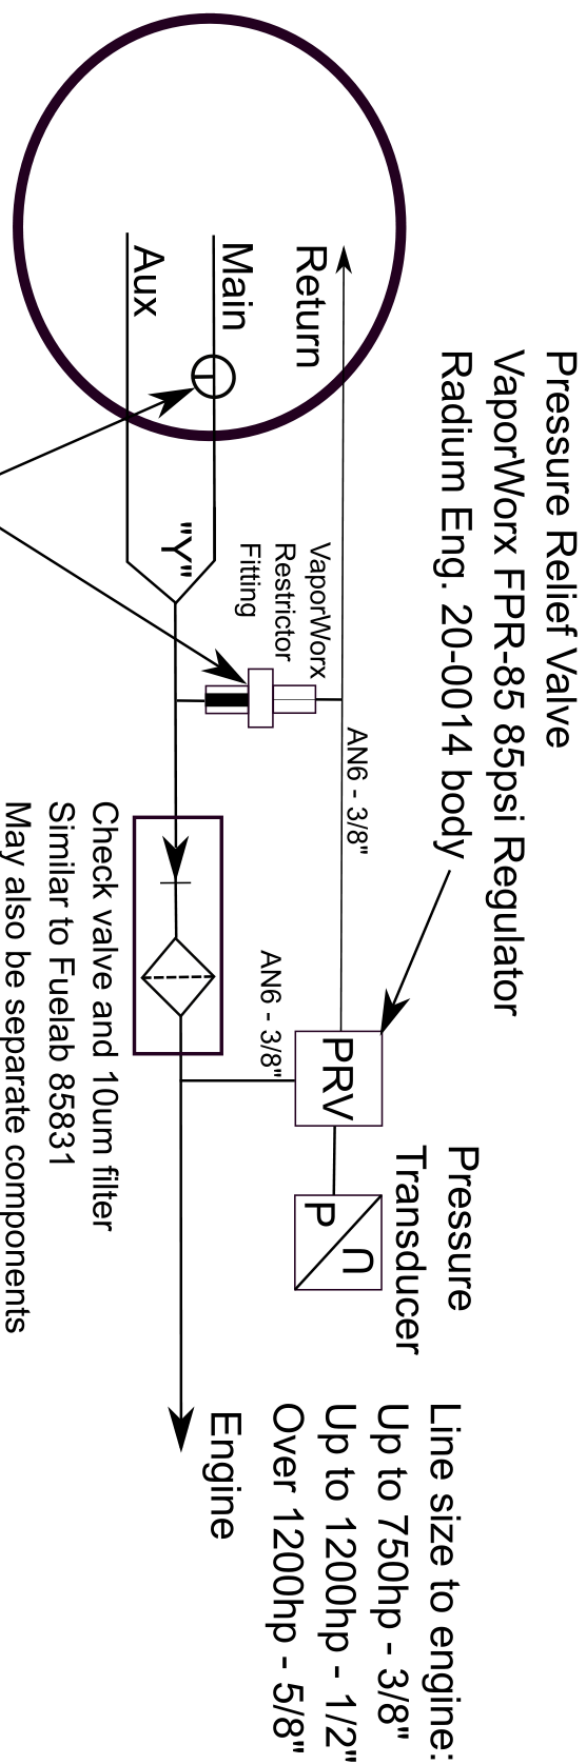 Pressure Relief Valve
VaporWorx FPR-85 85psi Regulator
Radium Eng. 20-0014 body
Line size to engine:
Up to 750hp - 3/8"
Up to 1200hp - 1/2"
Over 1200hp - 5/8"
Pressure
Transducer
Return
AN6 - 3/8"
PRV
U
P
VaporWorx
Restrictor
Fitting
Main
"Y"
AN6 - 3/8"
Aux
Engine
Check valve and 10um filter
Similar to Fuelab 85831
May also be separate components